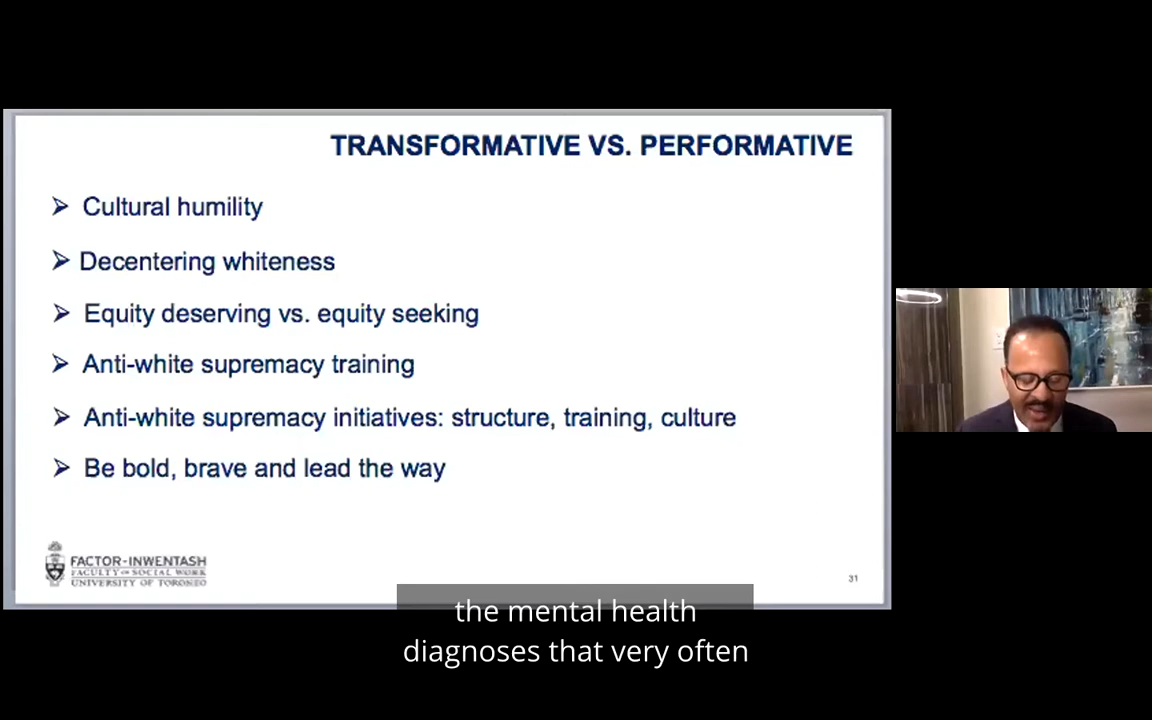 TRANSFORMATIVE VS. PERFORMATIVE
➢ Cultural humility
➢ Decentering whiteness
➢ Equity deserving vs. equity seeking
➢ Anti-white supremacy training
➢ Anti-white supremacy initiatives: structure, training, culture
➢ Be bold, brave and lead the way
FACTOR-INWENTASH
FACULTY OF SOCIAL WORK
UNIVERSITY OF TORONTO
31
the mental health
diagnoses that very often